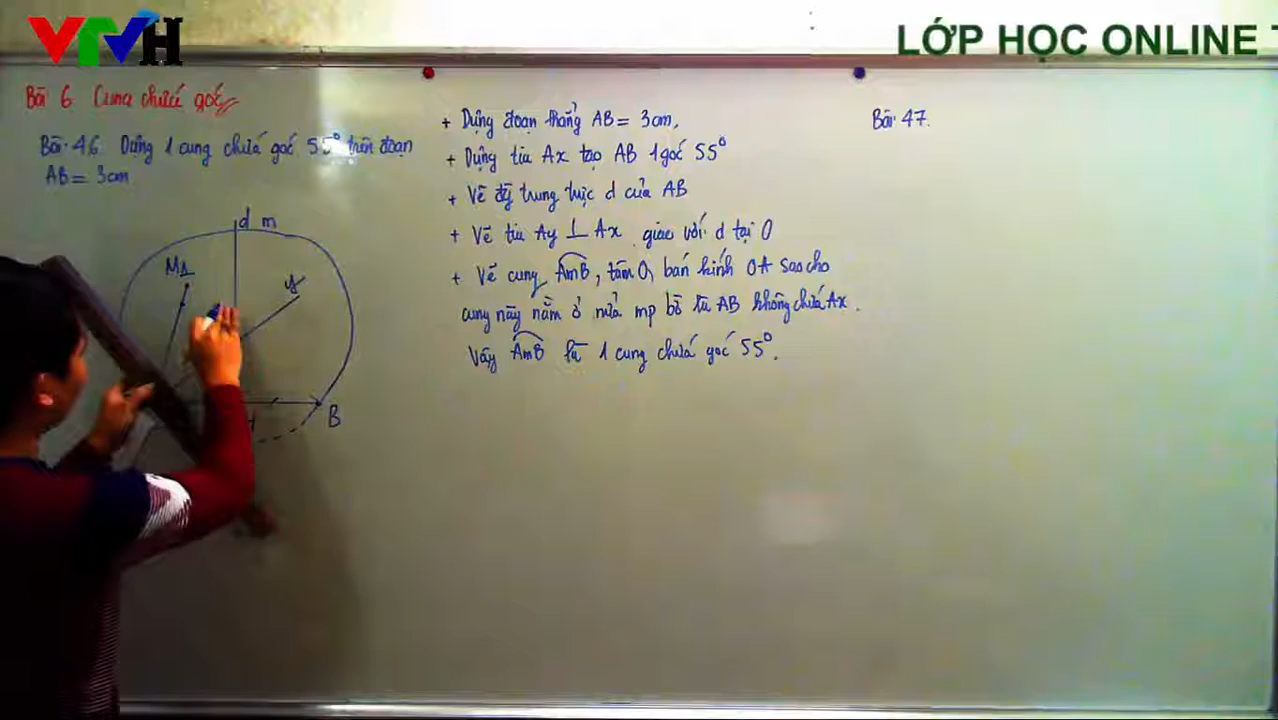 VTVH
LỚP HỌC ONLINE
Bài 6 Cung chứa góc
Bài 46 Dựng 1 cung chứa góc 55° trên đoạn
AB = 3cm
d m
M1
y
B
+ Dựng đoạn thẳng AB = 3cm,
+ Dựng tia Ax tạo AB 1 góc 55°
+ Vẽ đg trung trực d của AB
+ Vẽ tia Ay ⊥ Ax giao với d tại O
+ Vẽ cung AmB, tâm O, bán kính OA sao cho
cung này nằm ở nửa mp bờ là AB không chứa Ax.
Vậy AmB là 1 cung chứa góc 55°.
Bài 47.